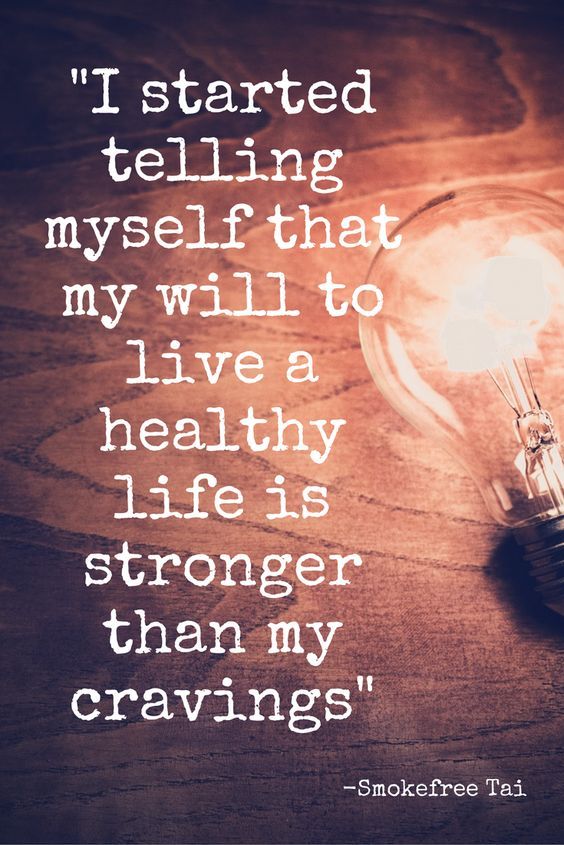 "I started
telling
myself that
my will to
live a
healthy
life is
stronger
than my
cravings"
-Smokefree Tai